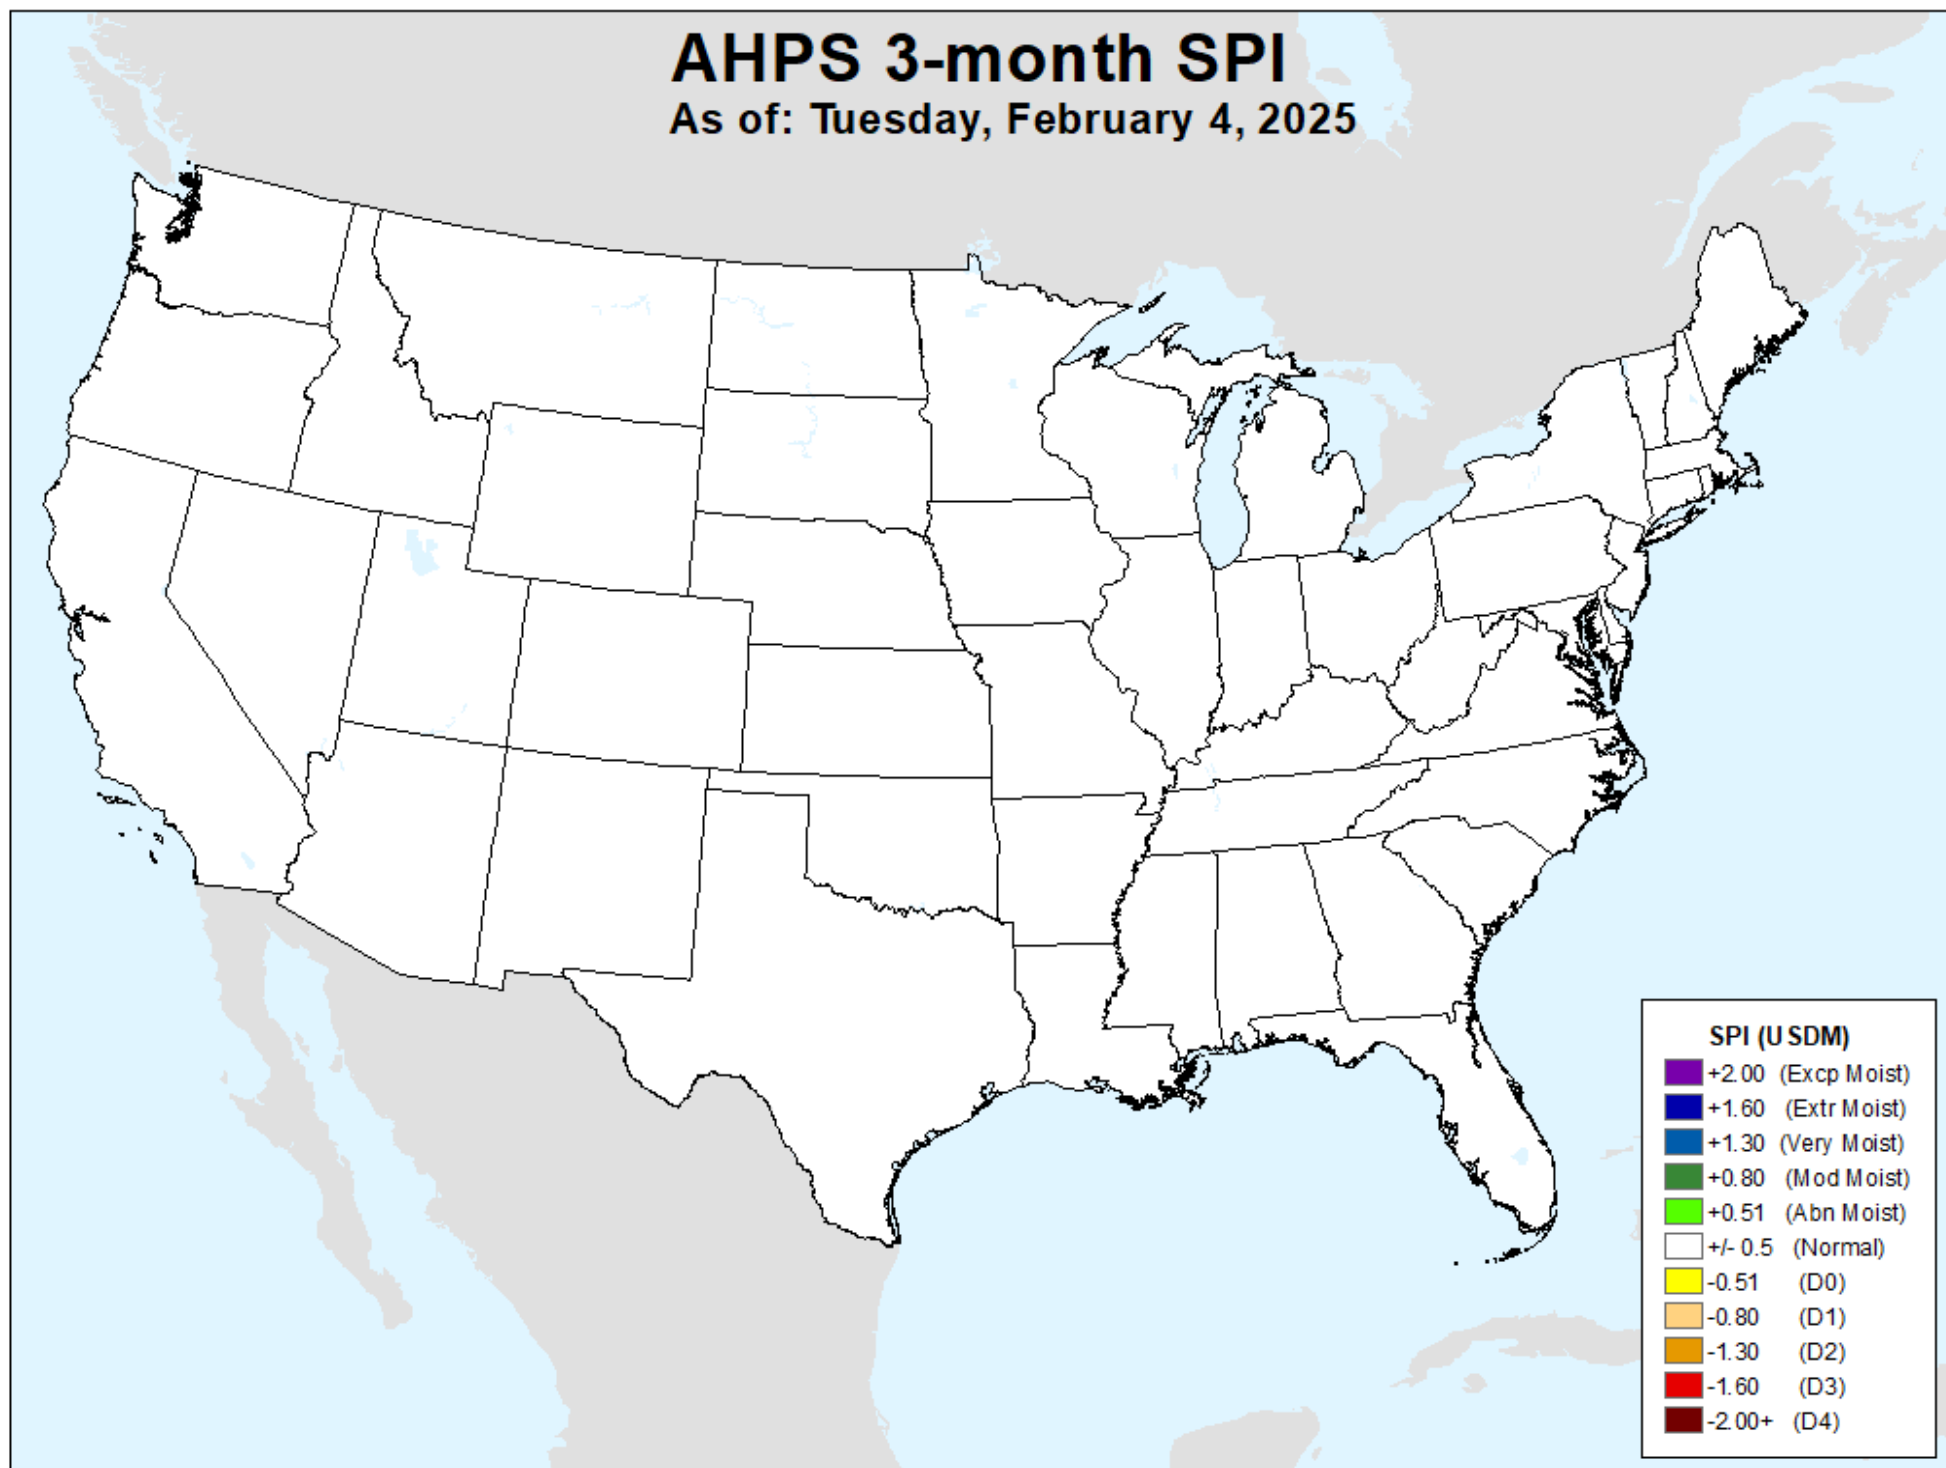 AHPS 3-month SPI
As of: Tuesday, February 4, 2025
SPI (USDM)
+2.00 (Excp Moist)
+1.60 (Extr Moist)
+1.30 (Very Moist)
+0.80 (Mod Moist)
+0.51 (Abn Moist)
+/- 0.5 (Normal)
-0.51 (D0)
-0.80 (D1)
-1.30 (D2)
-1.60 (D3)
-2.00+ (D4)